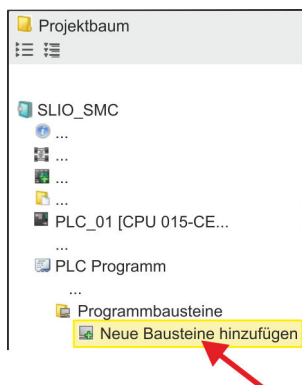 Projektbaum
SLIO_SMC
...
...
...
...
PLC_01 [CPU 015-CE...
...
PLC Programm
...
Programmbausteine
Neue Bausteine hinzufügen